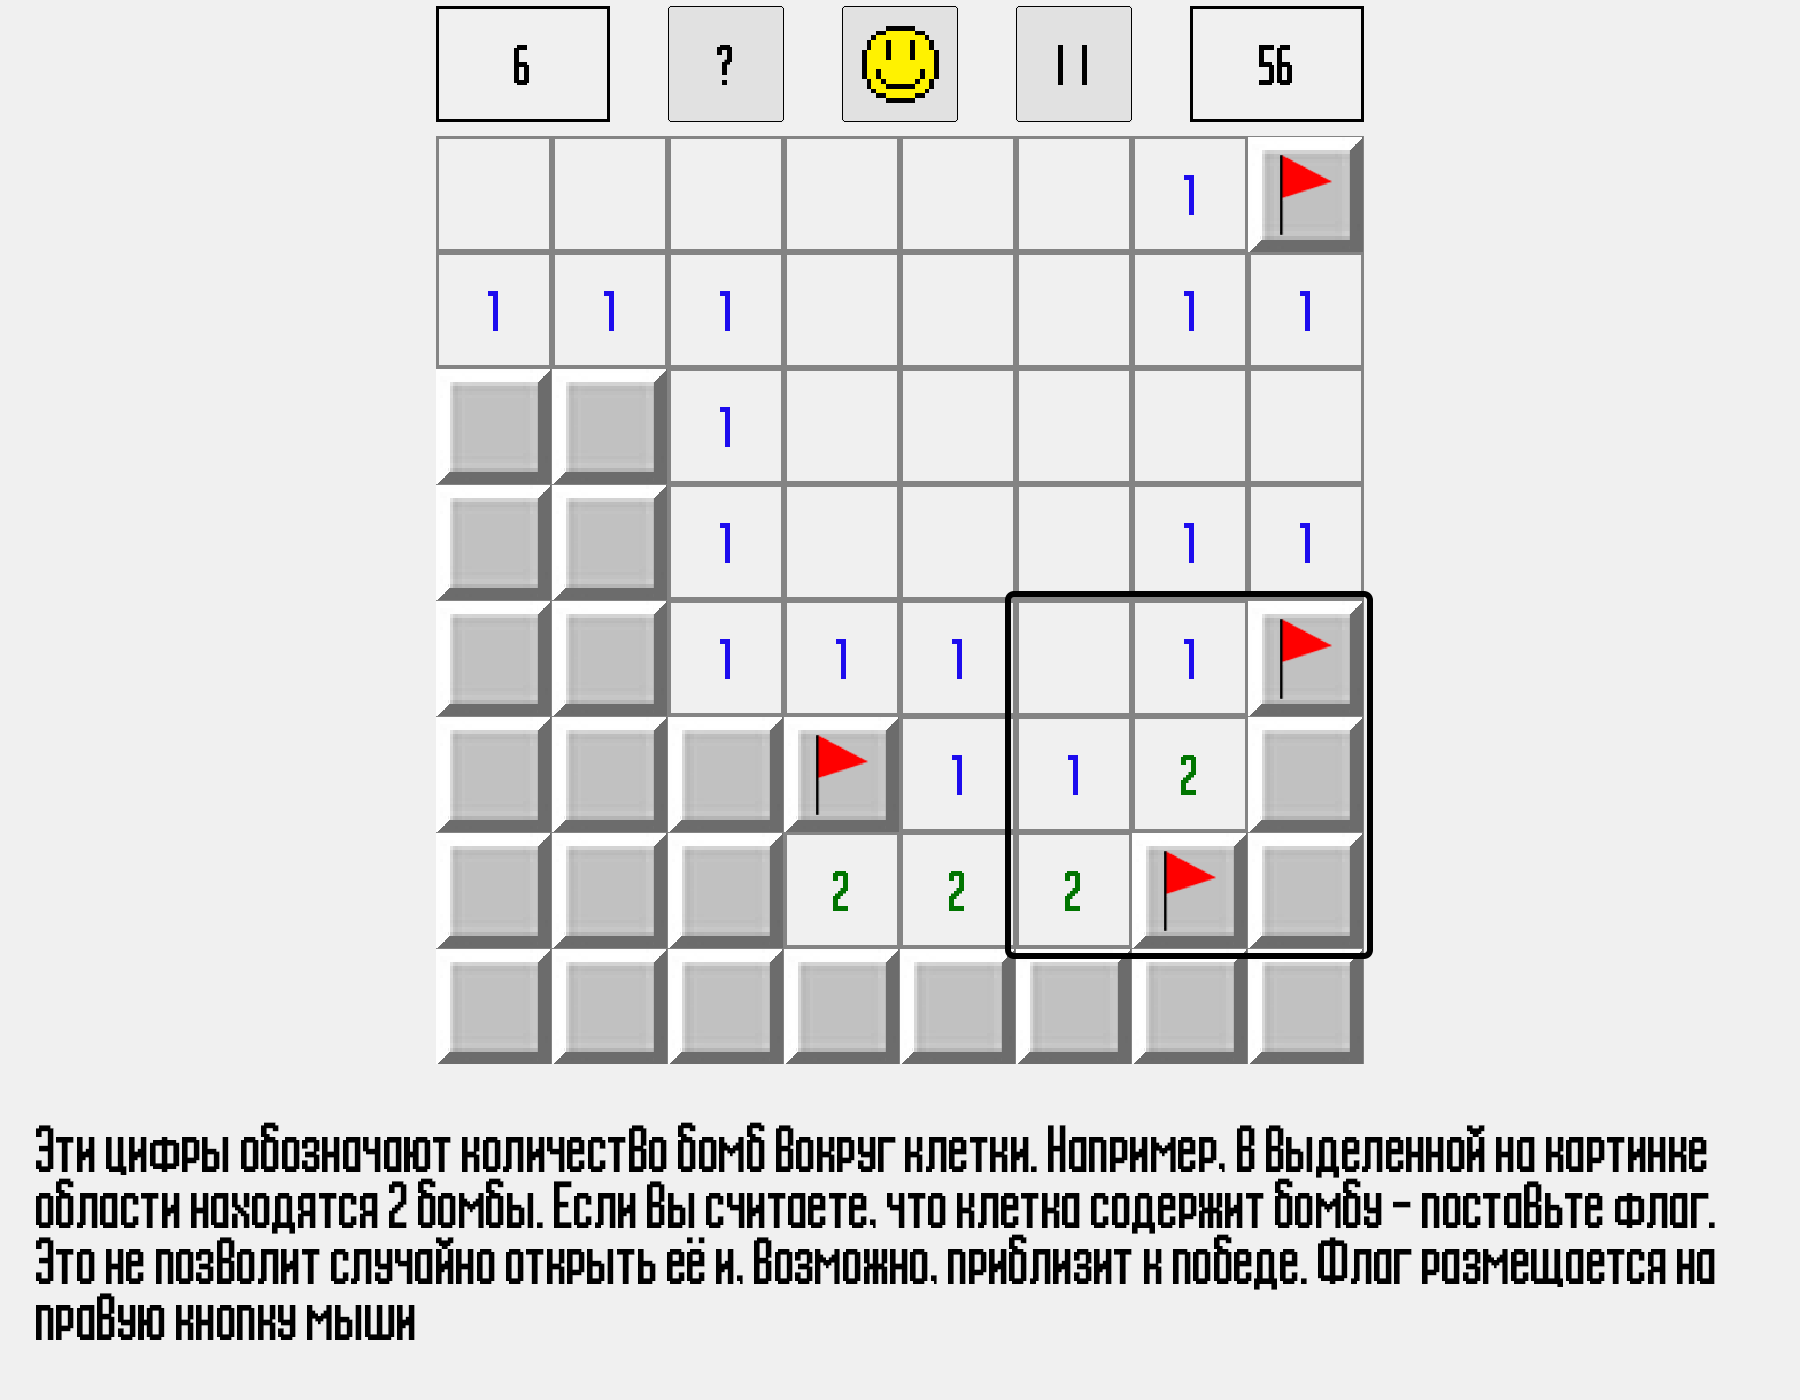 6 ? 56
1
1 1 1 1 1
1
1 1 1
1 1 1 1
1 1 2
2 2 2
Эти цифры обозначают количество бомб вокруг клетки. Например, в выделенной на картинке
области находятся 2 бомбы. Если вы считаете, что клетка содержит бомбу - поставьте флаг.
Это не позволит случайно открыть её и, возможно, приблизит к победе. Флаг размещается на
правую кнопку мыши